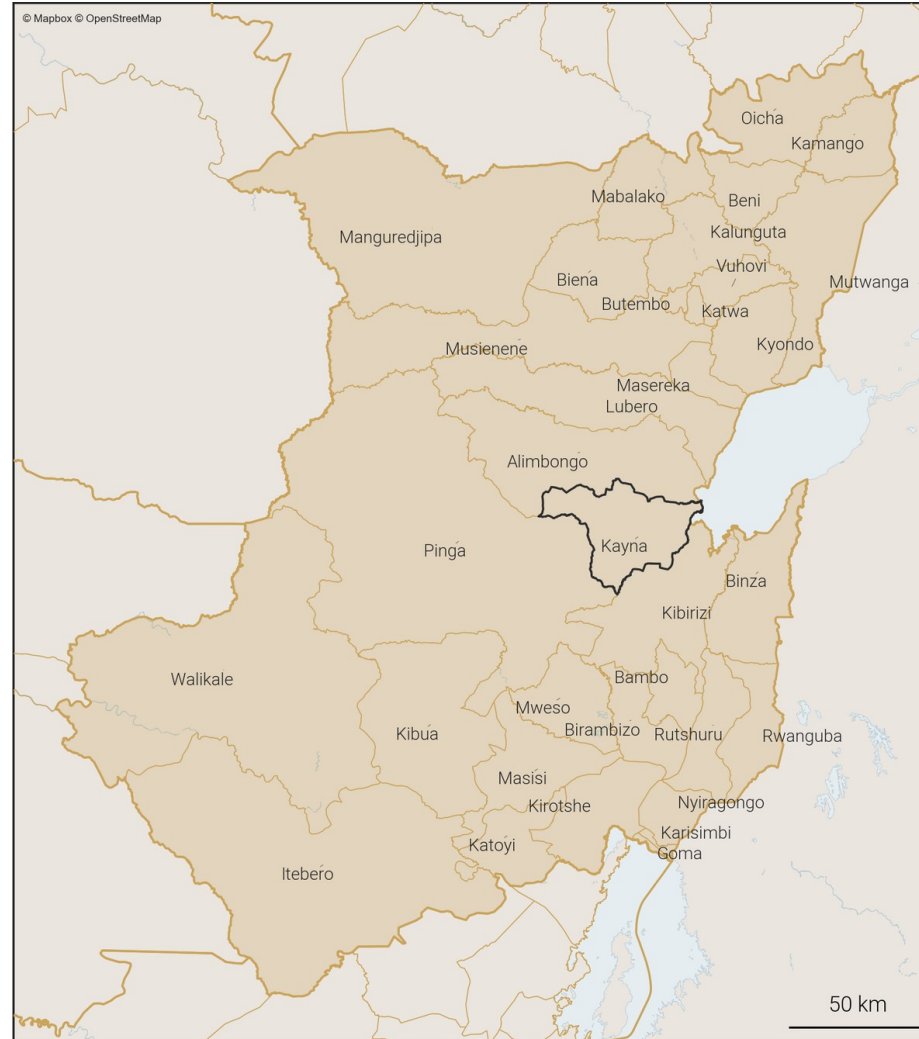 © Mapbox © OpenStreetMap
Oicha
Kamango
Mabalako
Beni
Manguredjipa
Kalunguta
Vuhovi
Biena
Mutwanga
Butembo
Katwa
Musienene
Kyondo
Masereka
Lubero
Alimbongo
Kayna
Pinga
Binza
Kibirizi
Walikale
Bambo
Mweso
Birambizo
Kibua
Rutshuru
Rwanguba
Masisi
Kirotshe
Nyiragongo
Karisimbi
Katoyi
Goma
Itebero
50 km